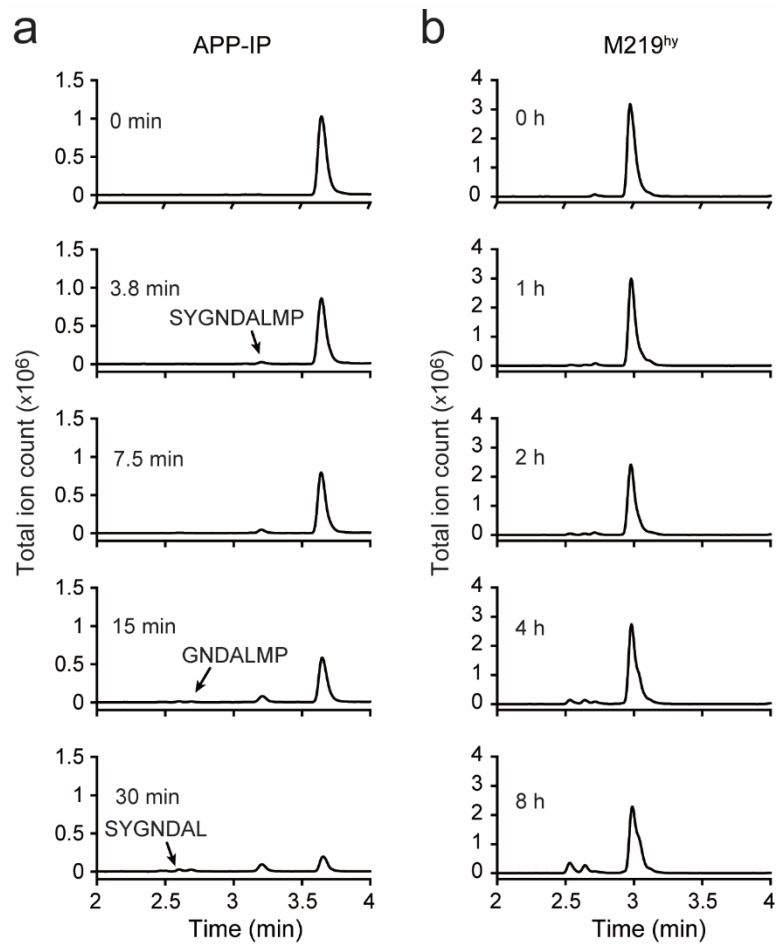 a
APP-IP
1.5
1
0.5
0
0 min
1.5
1.0
0.5
0
3.8 min
SYGNDALMP
1.5
1
0.5
0
7.5 min
1.5
1
0.5
0
15 min
GNDALMP
1.5
1
0.5
0
30 min
SYGNDAL
2 2.5 3 3.5 4
Time (min)
Total ion count (×10⁶)
b
M219ʰʸ
4
3
2
1
0
0 h
4
3
2
1
0
1 h
4
3
2
1
0
2 h
4
3
2
1
0
4 h
4
2
3
1
0
8 h
2 2.5 3 3.5 4
Time (min)
Total ion count (×10⁶)